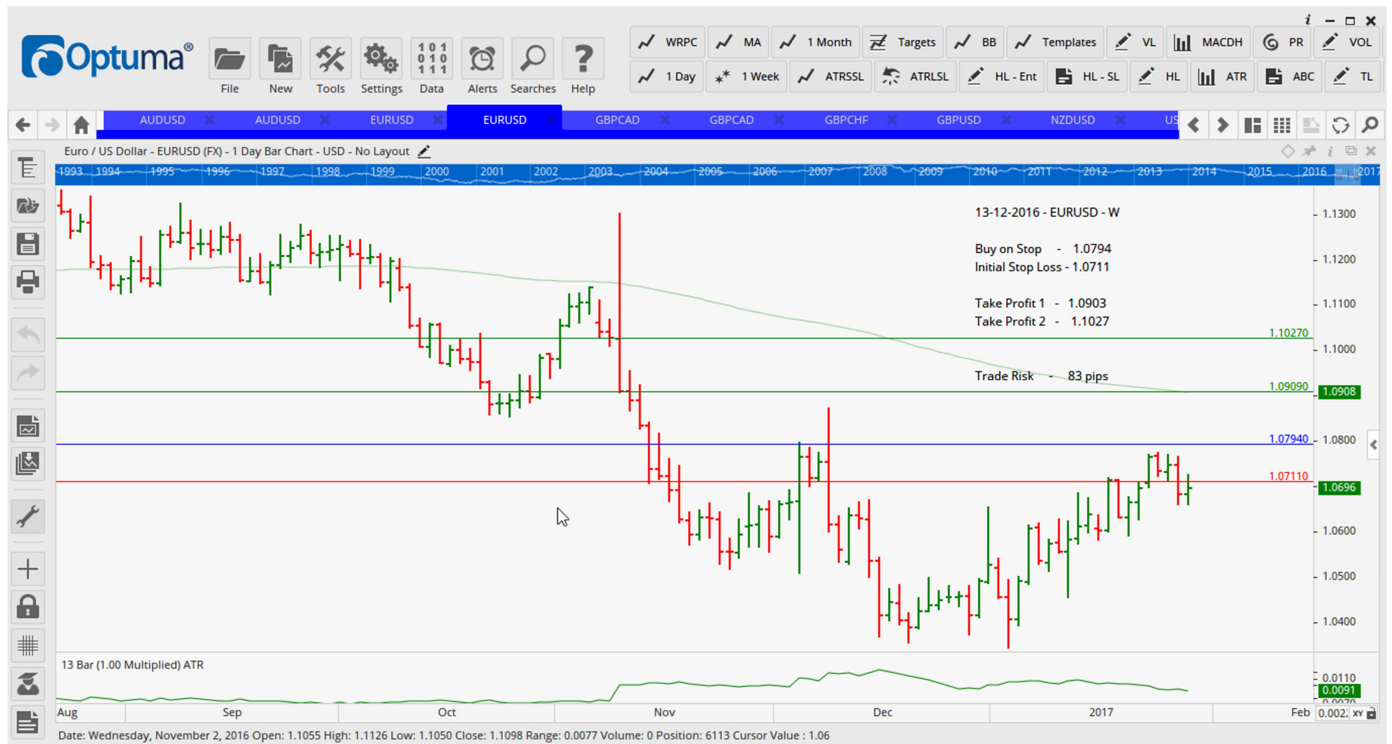 i
Optuma®
File
New
Tools
Settings
101
010
111
Data
Alerts
Searches
?
Help
WRPC
MA
1 Month
Targets
BB
Templates
VL
MACDH
PR
VOL
1 Day
1 Week
ATRSSL
ATRLSL
HL - Ent
HL - SL
HL
ATR
ABC
TL
AUDUSD AUDUSD EURUSD EURUSD GBPCAD GBPCAD GBPCHF GBPUSD NZDUSD US
Euro / US Dollar - EURUSD (FX) - 1 Day Bar Chart - USD - No Layout
i
1993 1994 1995 1996 1997 1998 1999 2000 2001 2002 2003 2004 2005 2006 2007 2008 2009 2010 2011 2012 2013 2014 2015 2016 2017
13-12-2016 - EURUSD - W
Buy on Stop - 1.0794
Initial Stop Loss - 1.0711
Take Profit 1 - 1.0903
Take Profit 2 - 1.1027
Trade Risk - 83 pips
1.10270
1.09090
1.07940
1.07110
1.1300
1.1200
1.1100
1.1000
1.0908
1.0800
1.0696
1.0600
1.0500
1.0400
13 Bar (1.00 Multiplied) ATR
0.0110
0.0091
0.0070
Aug Sep Oct Nov Dec 2017 Feb
0.002 XY
Date: Wednesday, November 2, 2016 Open: 1.1055 High: 1.1126 Low: 1.1050 Close: 1.1098 Range: 0.0077 Volume: 0 Position: 6113 Cursor Value : 1.06